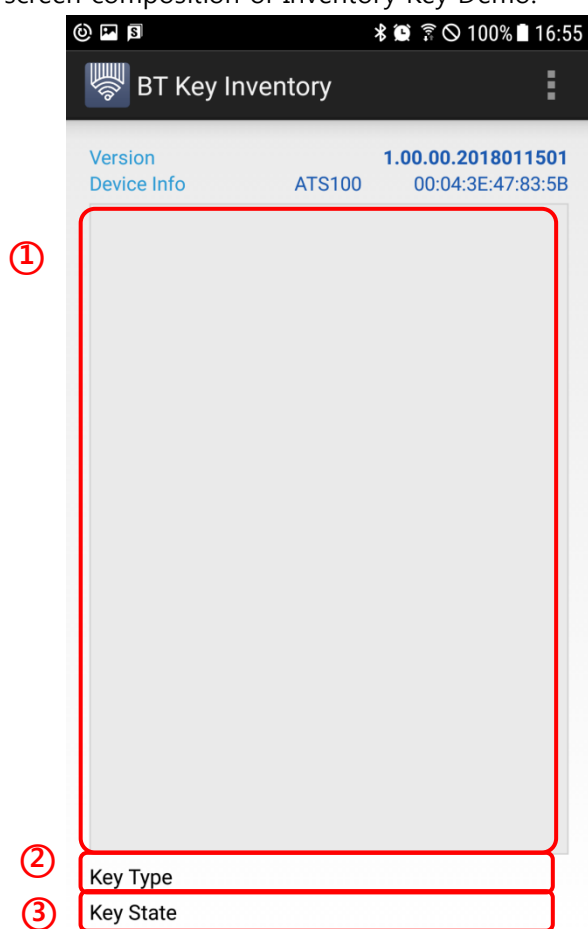 screen composition of Inventory Key Demo.
100% 16:55
BT Key Inventory
Version 1.00.00.2018011501
Device Info ATS100 00:04:3E:47:83:5B
①
② Key Type
③ Key State